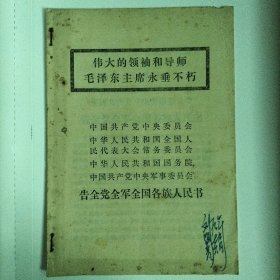 伟大的领袖和导师
毛泽东主席永垂不朽
中国共产党中央委员会
中华人民共和国全国人
民代表大会常务委员会
中华人民共和国国务院
中国共产党中央军事委员会
告全党全军全国各族人民书